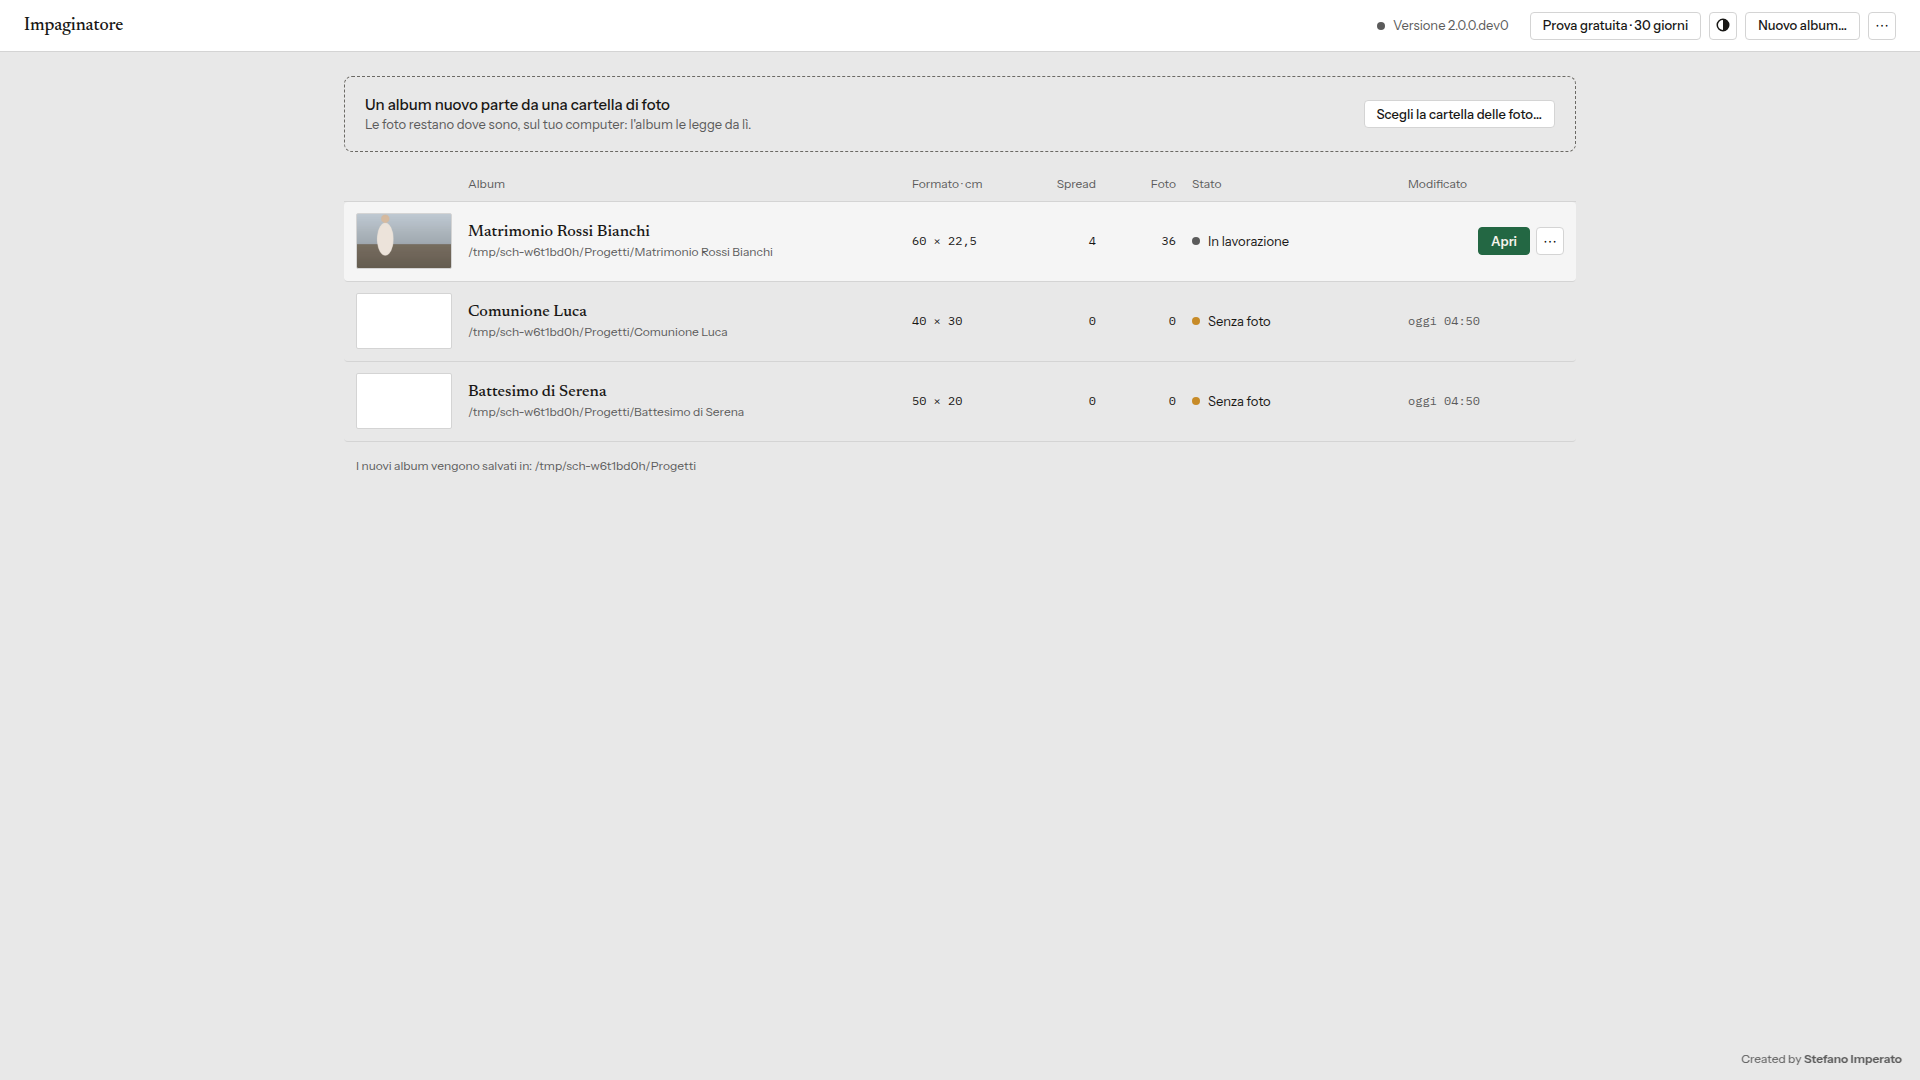 Impaginatore
Versione 2.0.0.dev0
Prova gratuita · 30 giorni
Nuovo album...
Un album nuovo parte da una cartella di foto
Le foto restano dove sono, sul tuo computer: l'album le legge da lì.
Scegli la cartella delle foto...
Album Formato · cm Spread Foto Stato Modificato
Matrimonio Rossi Bianchi
/tmp/sch-w6t1bd0h/Progetti/Matrimonio Rossi Bianchi
60 × 22,5 4 36 In lavorazione
Apri
Comunione Luca
/tmp/sch-w6t1bd0h/Progetti/Comunione Luca
40 × 30 0 0 Senza foto oggi 04:50
Battesimo di Serena
/tmp/sch-w6t1bd0h/Progetti/Battesimo di Serena
50 × 20 0 0 Senza foto oggi 04:50
I nuovi album vengono salvati in: /tmp/sch-w6t1bd0h/Progetti
Created by Stefano Imperato